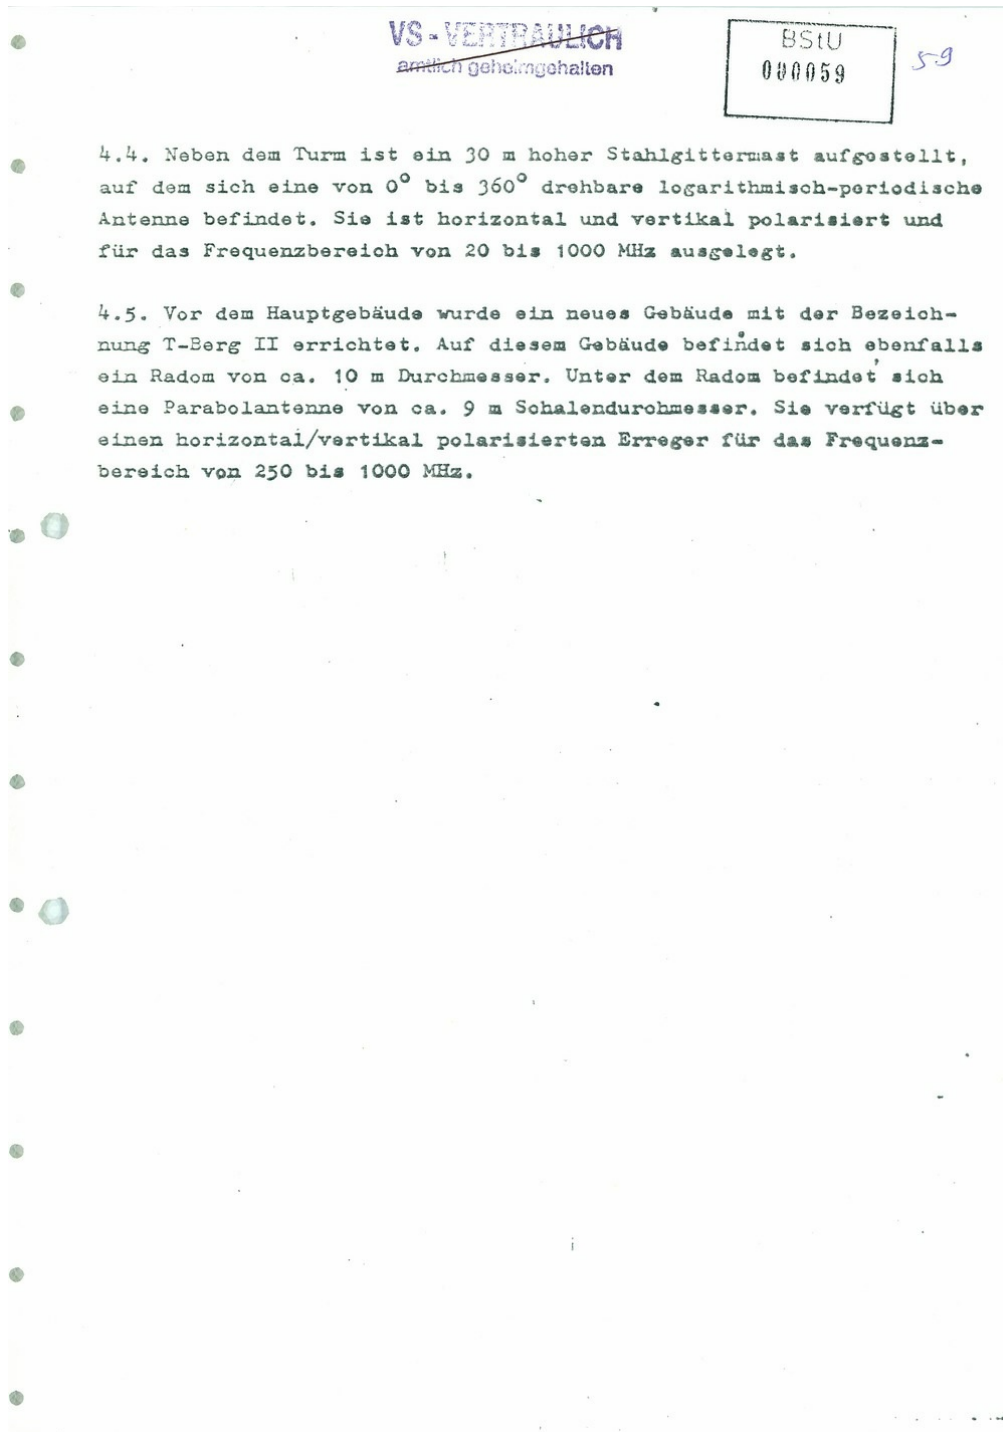 VS-VERTRAULICH
amtlich geheimgehalten
BStU
000059
59
4.4. Neben dem Turm ist ein 30 m hoher Stahlgittermast aufgestellt,
auf dem sich eine von 0° bis 360° drehbare logarithmisch-periodische
Antenne befindet. Sie ist horizontal und vertikal polarisiert und
für das Frequenzbereich von 20 bis 1000 MHz ausgelegt.
4.5. Vor dem Hauptgebäude wurde ein neues Gebäude mit der Bezeich-
nung T-Berg II errichtet. Auf diesem Gebäude befindet sich ebenfalls
ein Radom von ca. 10 m Durchmesser. Unter dem Radom befindet sich
eine Parabolantenne von ca. 9 m Schalendurchmesser. Sie verfügt über
einen horizontal/vertikal polarisierten Erreger für das Frequenz-
bereich von 250 bis 1000 MHz.